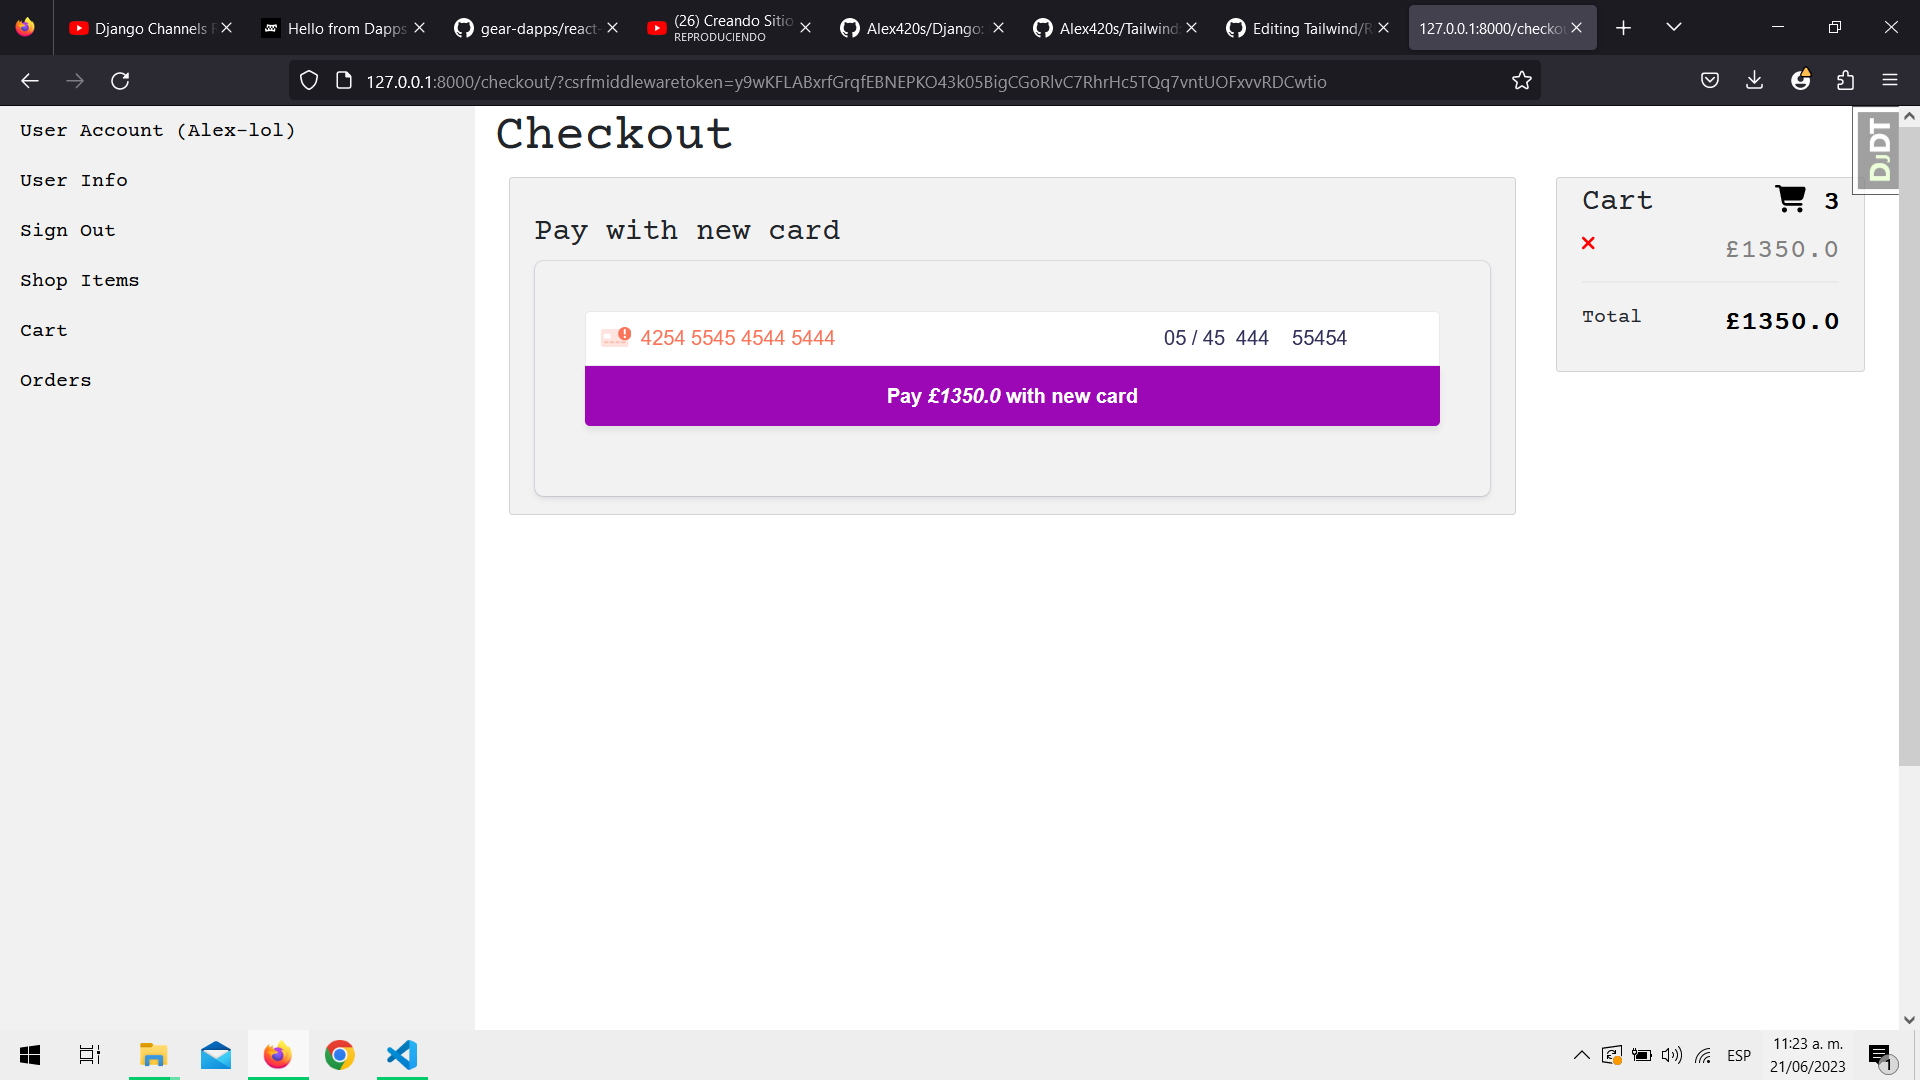 Django Channels
Hello from Dapps
gear-dapps/react-
(26) Creando Sitio
REPRODUCIENDO
Alex420s/Django
Alex420s/Tailwind
Editing Tailwind/R
127.0.0.1:8000/checkou
127.0.0.1:8000/checkout/?csrfmiddlewaretoken=y9wKFLABxrfGrqfEBNEPKO43k05BigCGoRlvC7RhrHc5TQq7vntUOFxvvRDCwtio
User Account (Alex-lol)
User Info
Sign Out
Shop Items
Cart
Orders
Checkout
Pay with new card
4254 5545 4544 5444 05 / 45 444 55454
Pay £1350.0 with new card
DJDT
Cart 3
£1350.0
Total £1350.0
ESP
11:23 a. m.
21/06/2023
1